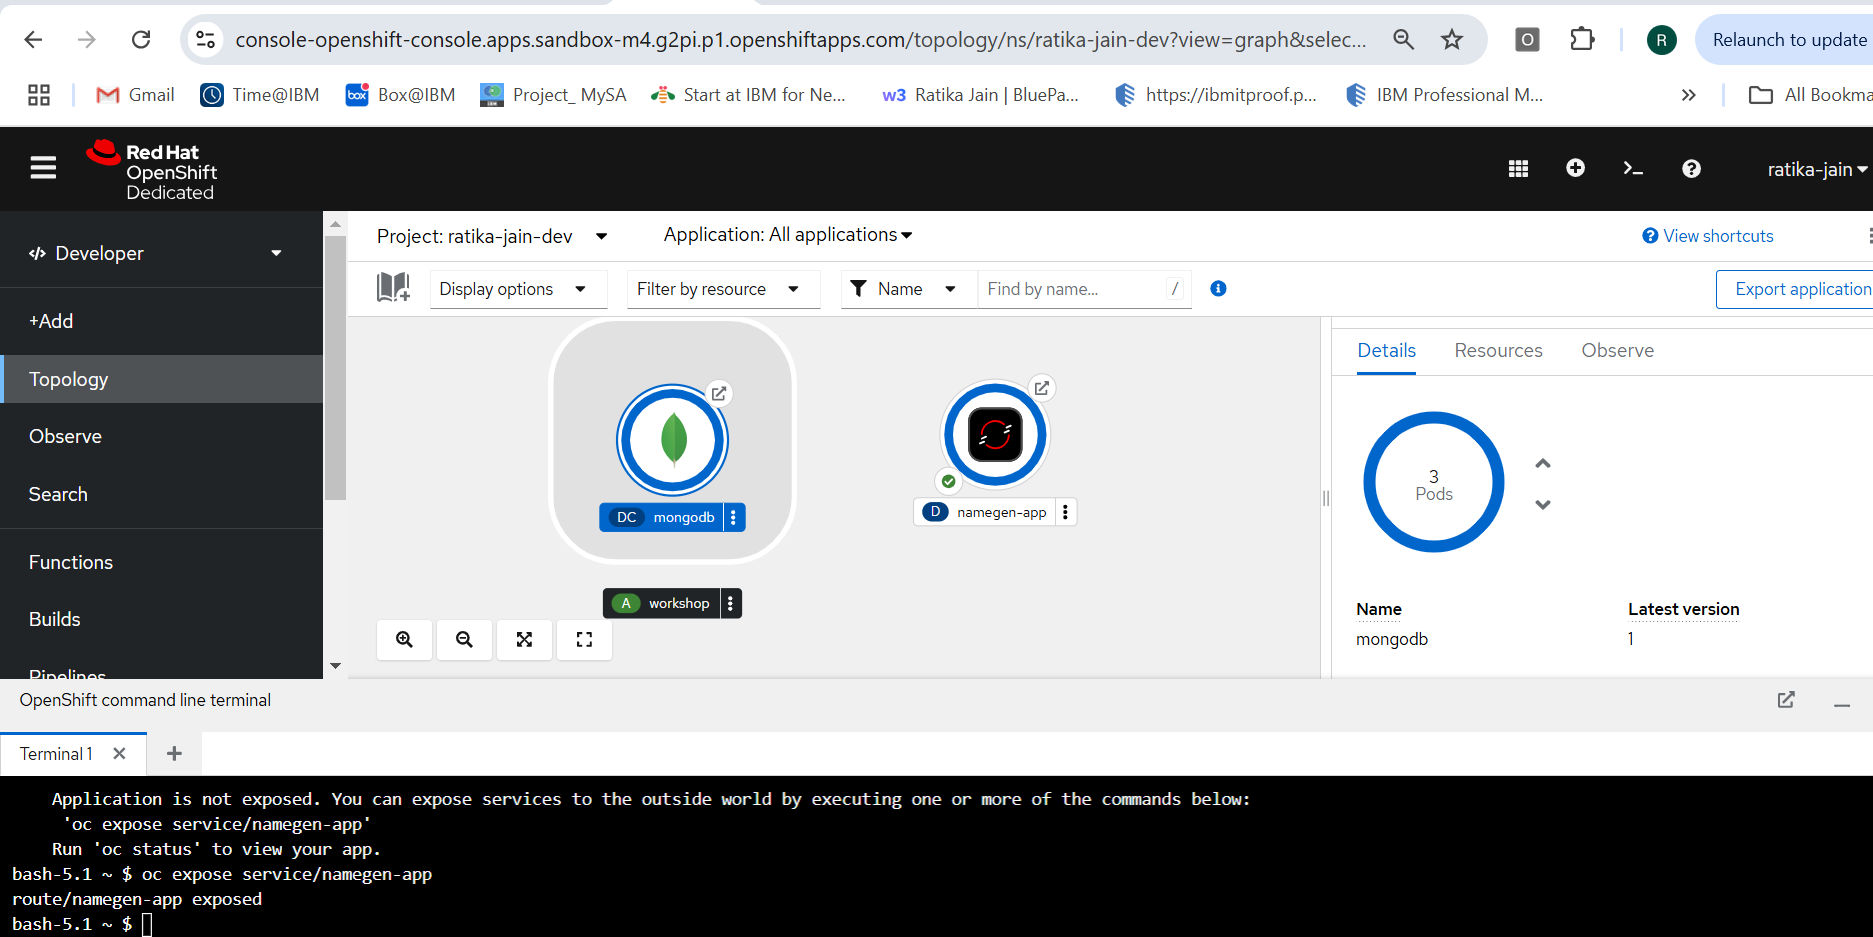 console-openshift-console.apps.sandbox-m4.g2pi.p1.openshiftapps.com/topology/ns/ratika-jain-dev?view=graph&selec...
O
R
Relaunch to update
Gmail
Time@IBM
box
Box@IBM
Project_ MySA
Start at IBM for Ne...
w3
Ratika Jain | BluePa...
https://ibmitproof.p...
IBM Professional M...
»
All Bookma
Red Hat
OpenShift
Dedicated
ratika-jain
Developer
Project: ratika-jain-dev
Application: All applications
View shortcuts
Display options
Filter by resource
Name
Find by name...
/
Export application
+Add
Topology
Observe
Search
Functions
Builds
Pipelines
DC mongodb
D namegen-app
A workshop
Details
Resources
Observe
3
Pods
Name
Latest version
mongodb
1
OpenShift command line terminal
Terminal 1
Application is not exposed. You can expose services to the outside world by executing one or more of the commands below:
'oc expose service/namegen-app'
Run 'oc status' to view your app.
bash-5.1 ~ $ oc expose service/namegen-app
route/namegen-app exposed
bash-5.1 ~ $